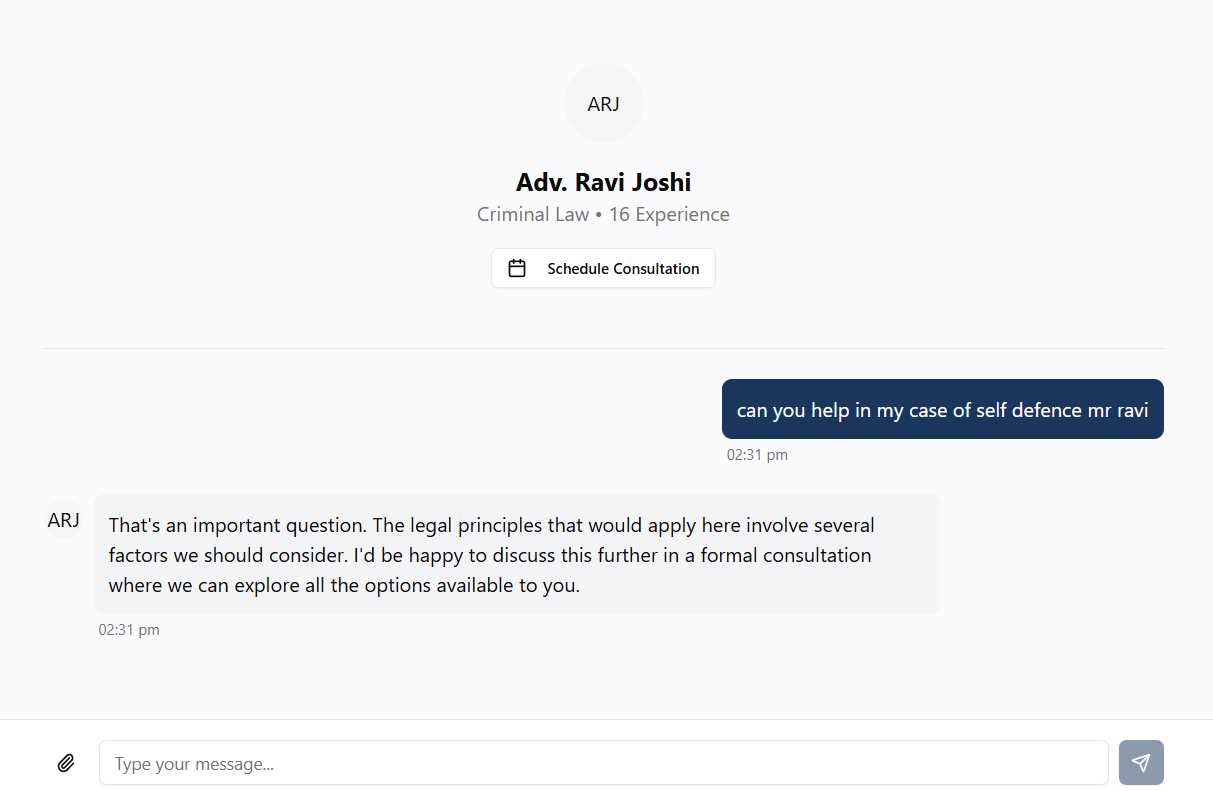 ARJ
Adv. Ravi Joshi
Criminal Law • 16 Experience
Schedule Consultation
can you help in my case of self defence mr ravi
02:31 pm
ARJ
That's an important question. The legal principles that would apply here involve several
factors we should consider. I'd be happy to discuss this further in a formal consultation
where we can explore all the options available to you.
02:31 pm
Type your message...